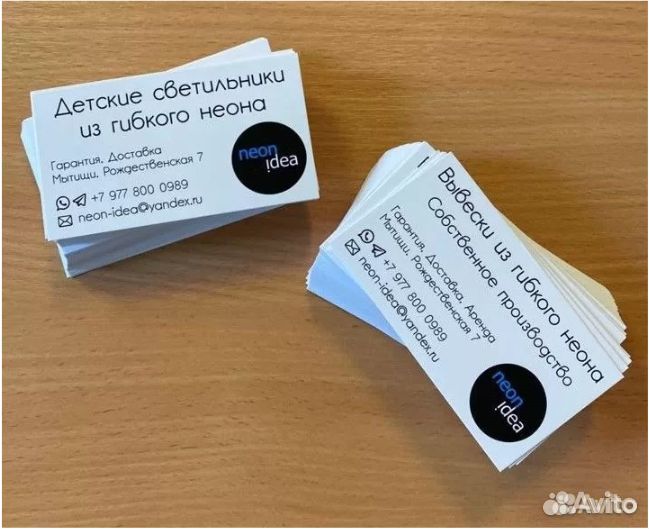 Детские светильники
из гибкого неона
Гарантия, Доставка
Мытищи, Рождественская 7
+7 977 800 0989
neon-idea@yandex.ru
neon
idea
Вывески из гибкого неона
Собственное производство
Гарантия, Доставка, Аренда
Мытищи, Рождественская 7
+7 977 800 0989
neon-idea@yandex.ru
neon
idea
Avito